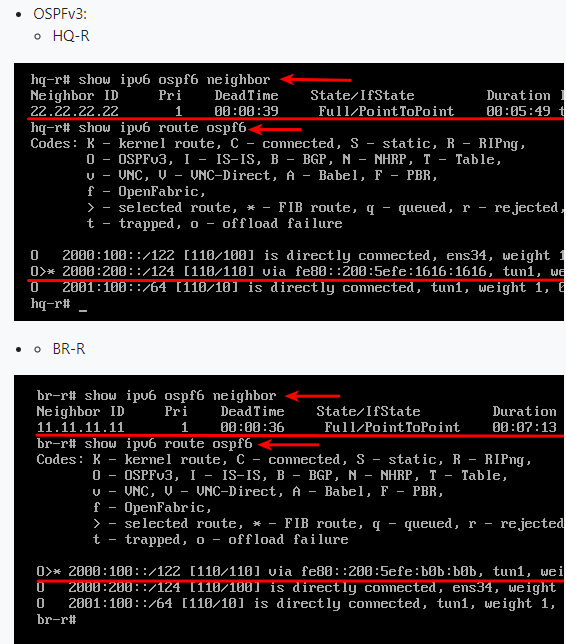 OSPFv3:
HQ-R
hq-r# show ipv6 ospf6 neighbor
Neighbor ID Pri DeadTime State/IfState Duration
22.22.22.22 1 00:00:39 Full/PointToPoint 00:05:49
hq-r# show ipv6 route ospf6
Codes: K - kernel route, C - connected, S - static, R - RIPng,
O - OSPFv3, I - IS-IS, B - BGP, N - NHRP, T - Table,
v - VNC, V - VNC-Direct, A - Babel, F - PBR,
f - OpenFabric,
> - selected route, * - FIB route, q - queued, r - rejected,
t - trapped, o - offload failure
O 2000:100::/122 [110/100] is directly connected, ens34, weight 1
O>* 2000:200::/124 [110/110] via fe80::200:5efe:1616:1616, tun1, we
O 2001:100::/64 [110/10] is directly connected, tun1, weight 1, 0
hq-r# _
BR-R
br-r# show ipv6 ospf6 neighbor
Neighbor ID Pri DeadTime State/IfState Duration
11.11.11.11 1 00:00:36 Full/PointToPoint 00:07:13
br-r# show ipv6 route ospf6
Codes: K - kernel route, C - connected, S - static, R - RIPng,
O - OSPFv3, I - IS-IS, B - BGP, N - NHRP, T - Table,
v - VNC, V - VNC-Direct, A - Babel, F - PBR,
f - OpenFabric,
> - selected route, * - FIB route, q - queued, r - rejected
t - trapped, o - offload failure
O>* 2000:100::/122 [110/110] via fe80::200:5efe:b0b:b0b, tun1, wei
O 2000:200::/124 [110/100] is directly connected, ens34, weight
O 2001:100::/64 [110/10] is directly connected, tun1, weight 1,
br-r#